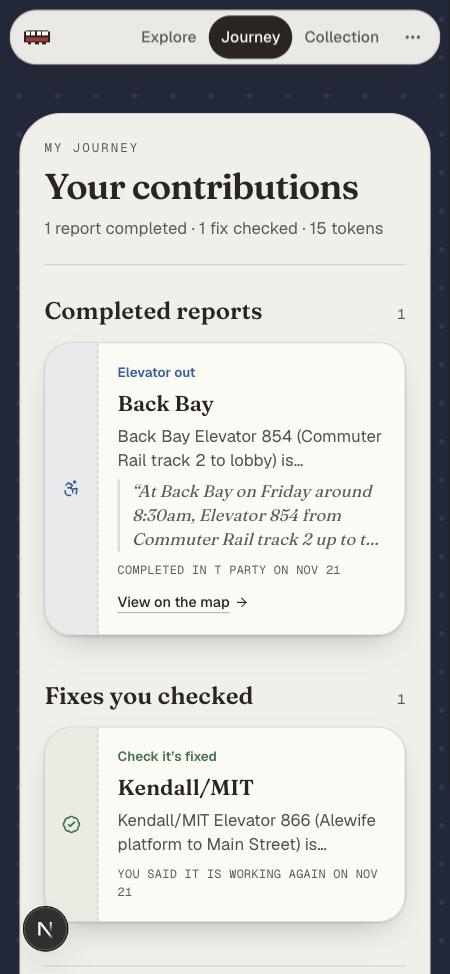 Explore Journey Collection ···
MY JOURNEY
Your contributions
1 report completed · 1 fix checked · 15 tokens
Completed reports 1
Elevator out
Back Bay
Back Bay Elevator 854 (Commuter
Rail track 2 to lobby) is...
“At Back Bay on Friday around
8:30am, Elevator 854 from
Commuter Rail track 2 up to t...
COMPLETED IN T PARTY ON NOV 21
View on the map →
Fixes you checked 1
Check it’s fixed
Kendall/MIT
Kendall/MIT Elevator 866 (Alewife
platform to Main Street) is...
YOU SAID IT IS WORKING AGAIN ON NOV
21
N